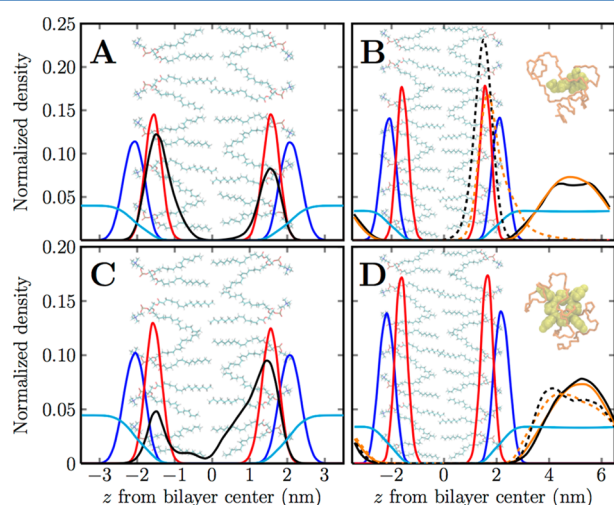 0.25
0.20
0.15
0.10
0.05
Normalized density
A
B
0.20
0.15
0.10
0.05
0
Normalized density
C
D
−3 −2 −1 0 1 2 3
z from bilayer center (nm)
−2 0 2 4 6
z from bilayer center (nm)